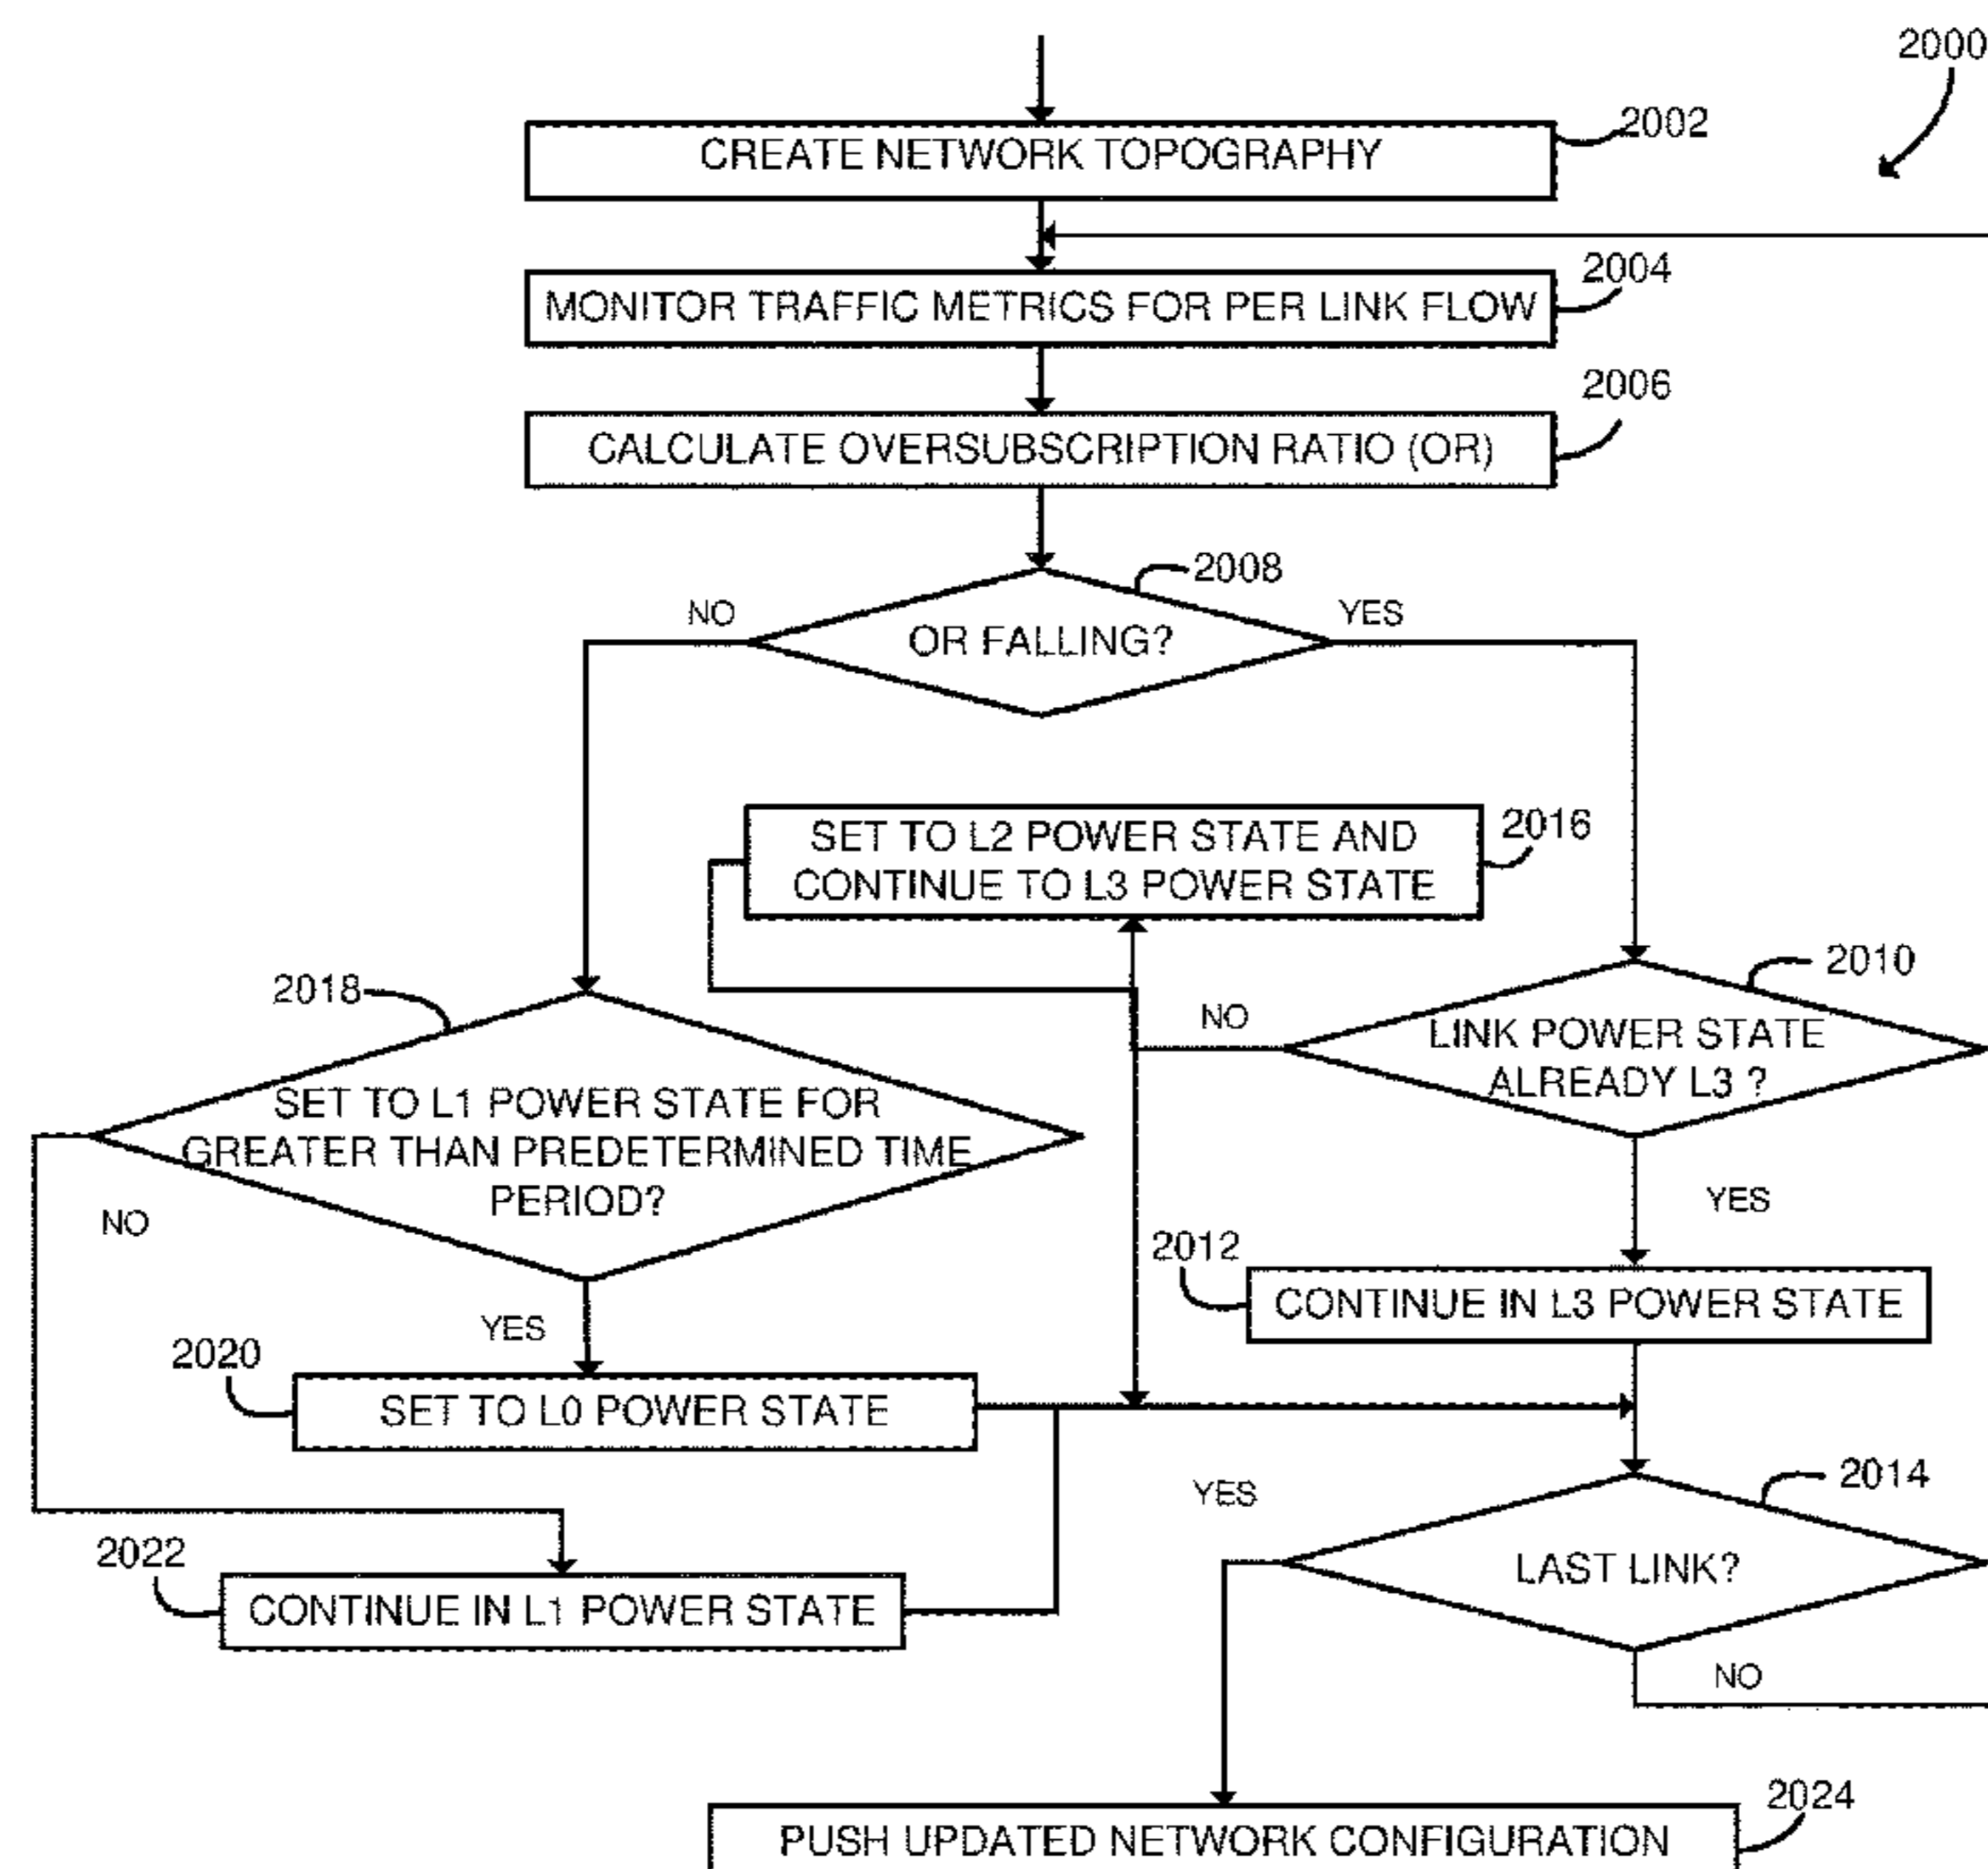 2000
2002
CREATE NETWORK TOPOGRAPHY
2004
MONITOR TRAFFIC METRICS FOR PER LINK FLOW
2006
CALCULATE OVERSUBSCRIPTION RATIO (OR)
2008
NO
YES
OR FALLING?
SET TO L2 POWER STATE AND
CONTINUE TO L3 POWER STATE
2016
2018
2010
NO
LINK POWER STATE
ALREADY L3 ?
SET TO L1 POWER STATE FOR
GREATER THAN PREDETERMINED TIME
PERIOD?
NO
YES
2012
CONTINUE IN L3 POWER STATE
YES
2020
SET TO L0 POWER STATE
YES
2014
2022
CONTINUE IN L1 POWER STATE
LAST LINK?
NO
2024
PUSH UPDATED NETWORK CONFIGURATION